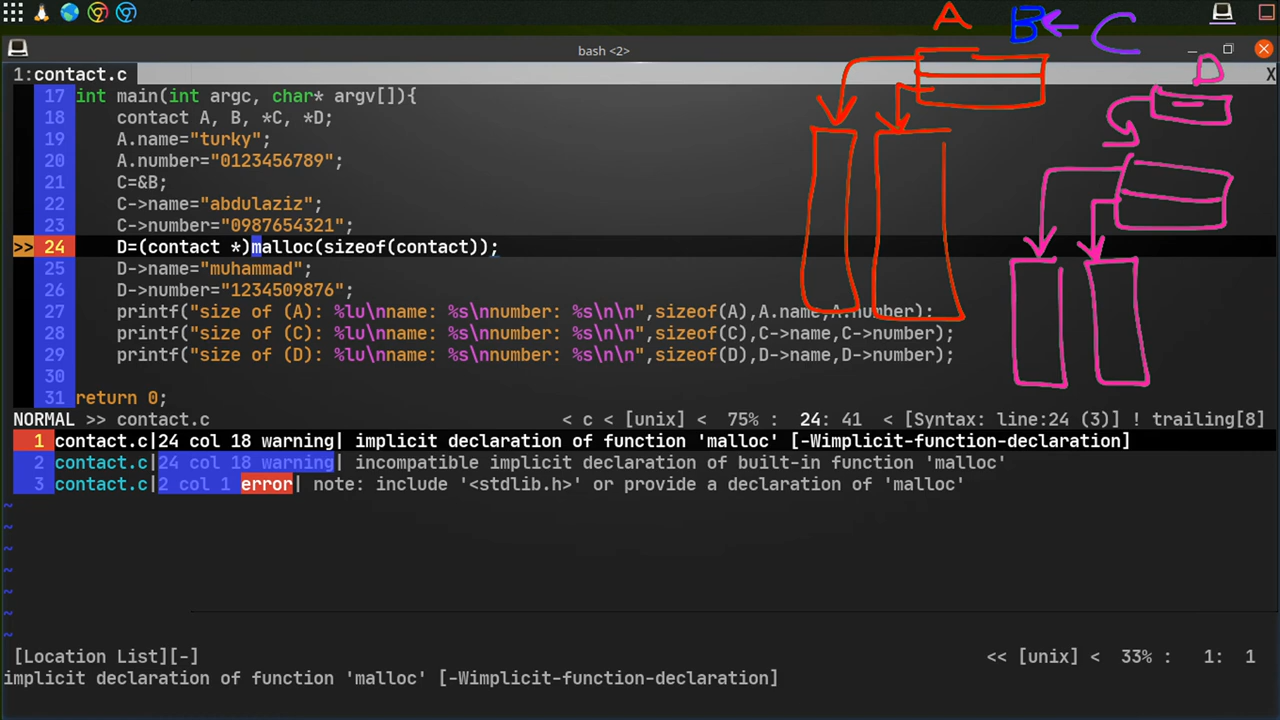 A B C
bash <2>
D
1:contact.c X
17 int main(int argc, char* argv[]){
18 contact A, B, *C, *D;
19 A.name="turky";
20 A.number="0123456789";
21 C=&B;
22 C->name="abdulaziz";
23 C->number="0987654321";
>> 24 D=(contact *)malloc(sizeof(contact));
25 D->name="muhammad";
26 D->number="1234509876";
27 printf("size of (A): %lu\nname: %s\nnumber: %s\n\n",sizeof(A),A.name,A.number);
28 printf("size of (C): %lu\nname: %s\nnumber: %s\n\n",sizeof(C),C->name,C->number);
29 printf("size of (D): %lu\nname: %s\nnumber: %s\n\n",sizeof(D),D->name,D->number);
30
31 return 0;
NORMAL >> contact.c < c < [unix] < 75% : 24: 41 < [Syntax: line:24 (3)] ! trailing[8]
1 contact.c|24 col 18 warning| implicit declaration of function 'malloc' [-Wimplicit-function-declaration]
2 contact.c|24 col 18 warning| incompatible implicit declaration of built-in function 'malloc'
3 contact.c|2 col 1 error| note: include '<stdlib.h>' or provide a declaration of 'malloc'
~
~
~
~
~
~
~
[Location List][-] << [unix] < 33% : 1: 1
implicit declaration of function 'malloc' [-Wimplicit-function-declaration]